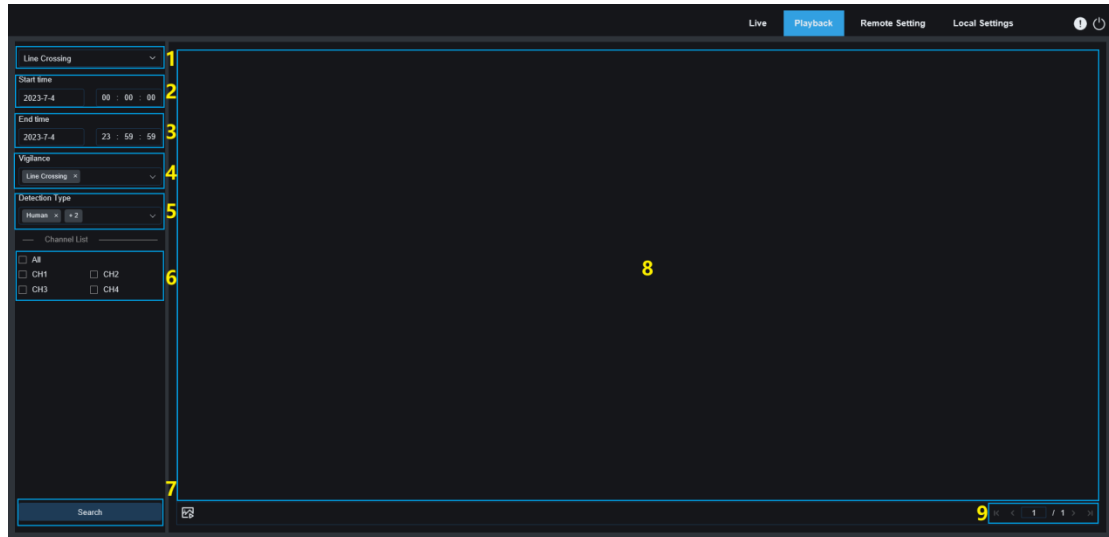 Live Playback Remote Setting Local Settings
Line Crossing 1
Start time
2023-7-4 00 : 00 : 00 2
End time
2023-7-4 23 : 59 : 59 3
Vigilance
Line Crossing × 4
Detection Type
Human × +2 5
Channel List
All
CH1 CH2 6
CH3 CH4
8
7
Search
9 1 / 1